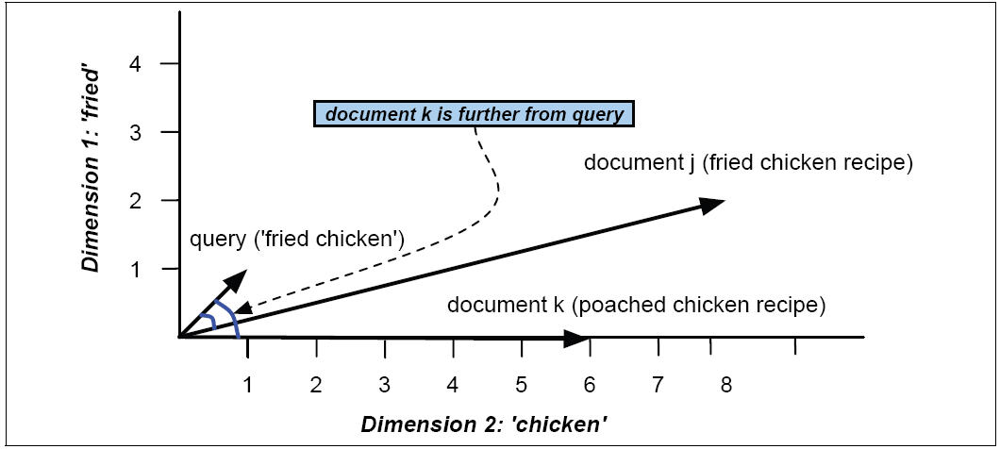 Dimension 1: 'fried'
4
3
2
1
document k is further from query
document j (fried chicken recipe)
query ('fried chicken')
document k (poached chicken recipe)
1 2 3 4 5 6 7 8
Dimension 2: 'chicken'